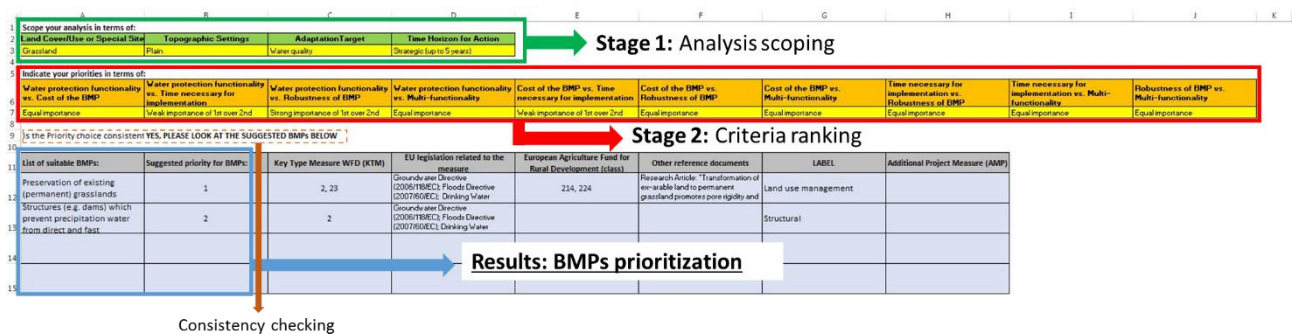 A B C D E F G H I J K
1 Scope your analysis in terms of:
2 Land Cover/Use or Special Site Topographic Settings AdaptationTarget Time Horizon for Action
3 Grassland Plain Water quality Strategic (up to 5 years)
Stage 1: Analysis scoping
4
5 Indicate your priorities in terms of:
6 Water protection functionality vs. Cost of the BMP
Water protection functionality vs. Time necessary for implementation
Water protection functionality vs. Robustness of BMP
Water protection functionality vs. Multi-functionality
Cost of the BMP vs. Time necessary for implementation
Cost of the BMP vs. Robustness of BMP
Cost of the BMP vs. Multi-functionality
Time necessary for implementation vs. Robustness of BMP
Time necessary for implementation vs. Multi-functionality
Robustness of BMP vs. Multi-functionality
7 Equal importance Weak importance of 1st over 2nd Strong importance of 1st over 2nd Equal importance Weak importance of 1st over 2nd Equal importance Equal importance Equal importance Equal importance Equal importance
8
Stage 2: Criteria ranking
9 Is the Priority choice consistent YES, PLEASE LOOK AT THE SUGGESTED BMPs BELOW
10
11 List of suitable BMPs:
Suggested priority for BMPs:
Key Type Measure WFD (KTM)
EU legislation related to the measure
European Agriculture Fund for Rural Development (class)
Other reference documents
LABEL
Additional Project Measure (AMP)
12 Preservation of existing (permanent) grasslands
1
2, 23
Groundwater Directive (2006/118/EC); Floods Directive (2007/60/EC); Drinking Water
214, 224
Research Article: "Transformation of ex-arable land to permanent grassland promotes pore rigidity and
Land use management
13 Structures (e.g. dams) which prevent precipitation water from direct and fast
2
2
Groundwater Directive (2006/118/EC); Floods Directive (2007/60/EC); Drinking Water
Structural
14
Results: BMPs prioritization
15
Consistency checking